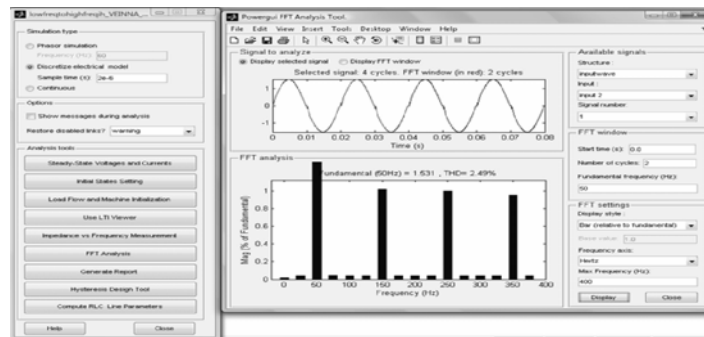 lowfreqtohighfreqh_VEINNA_...
Simulation type
Phasor simulation
Frequency (Hz): 60
Discretize electrical model
Sample time (s): 2e-6
Continuous
Options
Show messages during analysis
Restore disabled links? warning
Analysis tools
Steady-State Voltages and Currents
Initial States Setting
Load Flow and Machine Initialization
Use LTI Viewer
Impedance vs Frequency Measurement
FFT Analysis
Generate Report
Hysteresis Design Tool
Compute RLC Line Parameters
Help Close
Powergui FFT Analysis Tool.
File Edit View Insert Tools Desktop Window Help
Signal to analyze
Display selected signal Display FFT window
Selected signal: 4 cycles. FFT window (in red): 2 cycles
1
0
-1
0 0.01 0.02 0.03 0.04 0.05 0.06 0.07 0.08
Time (s)
FFT analysis
Fundamental (50Hz) = 1.531 , THD= 2.49%
Mag (% of Fundamental)
1
0.8
0.6
0.4
0.2
0
0 50 100 150 200 250 300 350 400
Frequency (Hz)
Available signals
Structure :
inputwave
Input :
input 2
Signal number:
1
FFT window
Start time (s): 0.0
Number of cycles: 2
Fundamental frequency (Hz):
50
FFT settings
Display style :
Bar (relative to fundamental)
Base value: 1.0
Frequency axis:
Hertz
Max Frequency (Hz):
400
Display Close